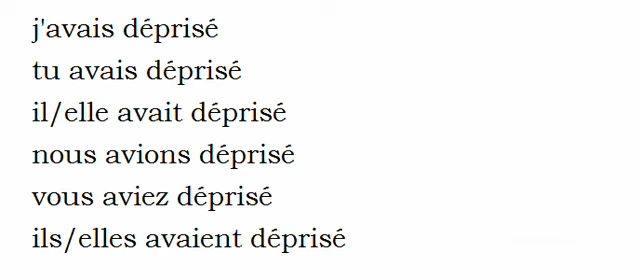 j'avais déprisé
tu avais déprisé
il/elle avait déprisé
nous avions déprisé
vous aviez déprisé
ils/elles avaient déprisé